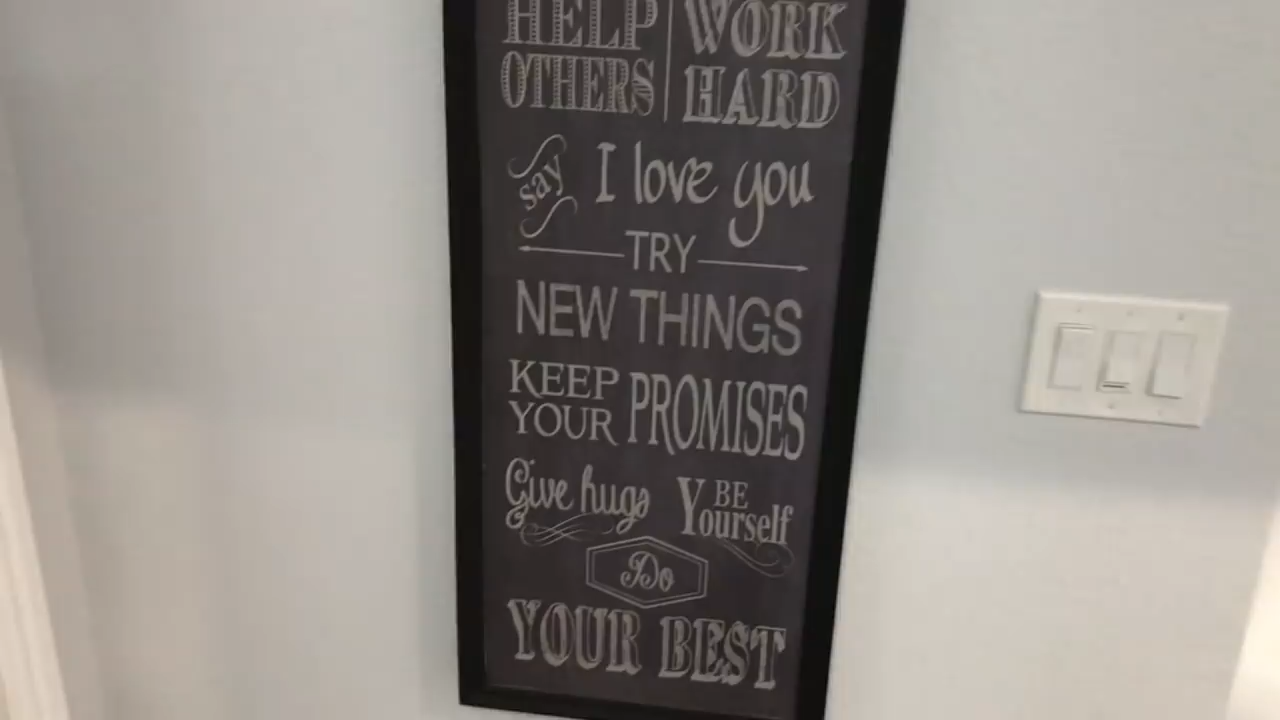 HELP
OTHERS
WORK
HARD
say I love you
TRY
NEW THINGS
KEEP
YOUR
PROMISES
Give hugs
BE
Yourself
Do
YOUR BEST